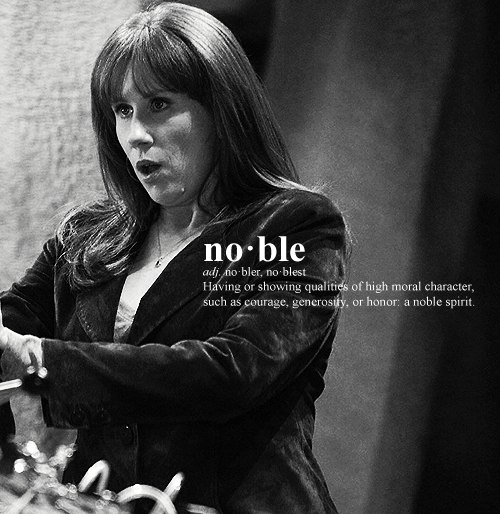 no·ble
adj. no·bler, no·blest
Having or showing qualities of high moral character,
such as courage, generosity, or honor: a noble spirit.